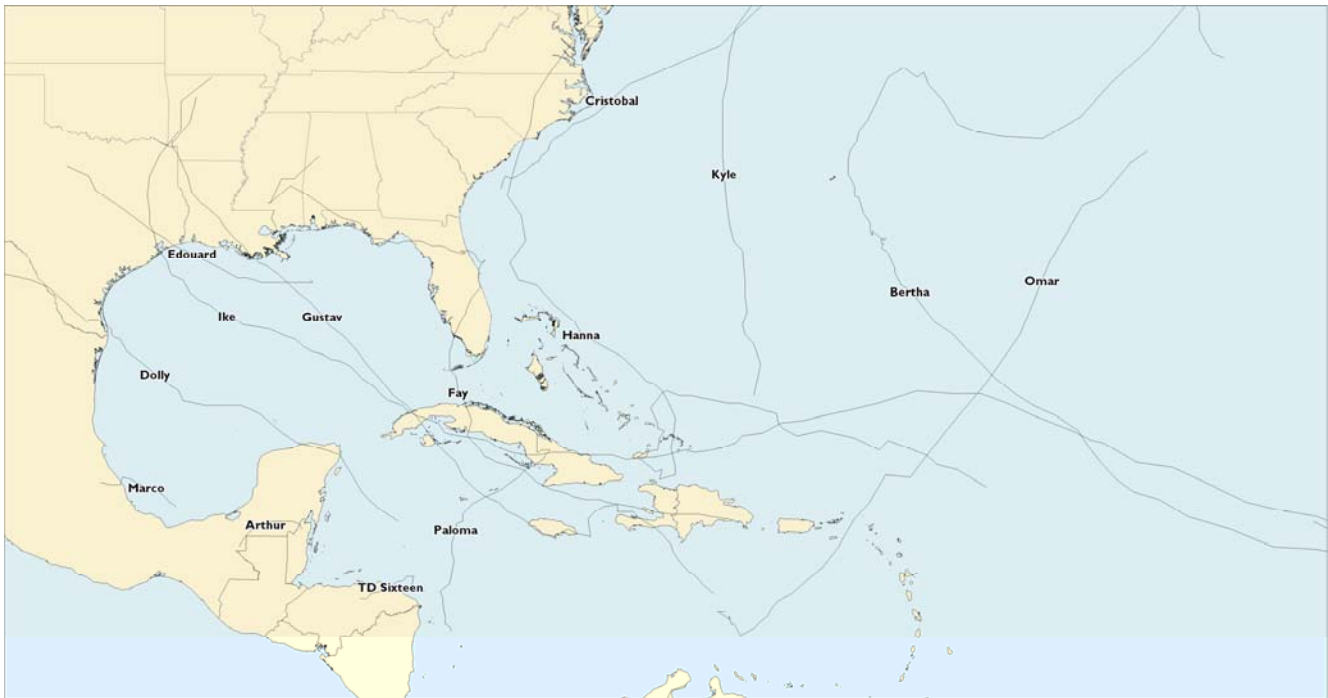 Cristobal
Kyle
Edouard
Omar
Bertha
Ike
Gustav
Hanna
Dolly
Fay
Marco
Arthur
Paloma
TD Sixteen